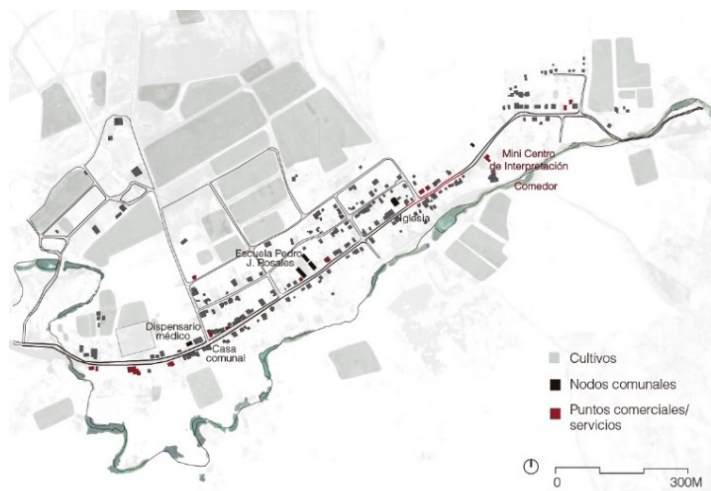 Mini Centro
de Interpretación
Comedor
Iglesia
Escuela Pedro
J. Rosales
Dispensario
médico
Casa
comunal
Cultivos
Nodos comunales
Puntos comerciales/
servicios
0 300M